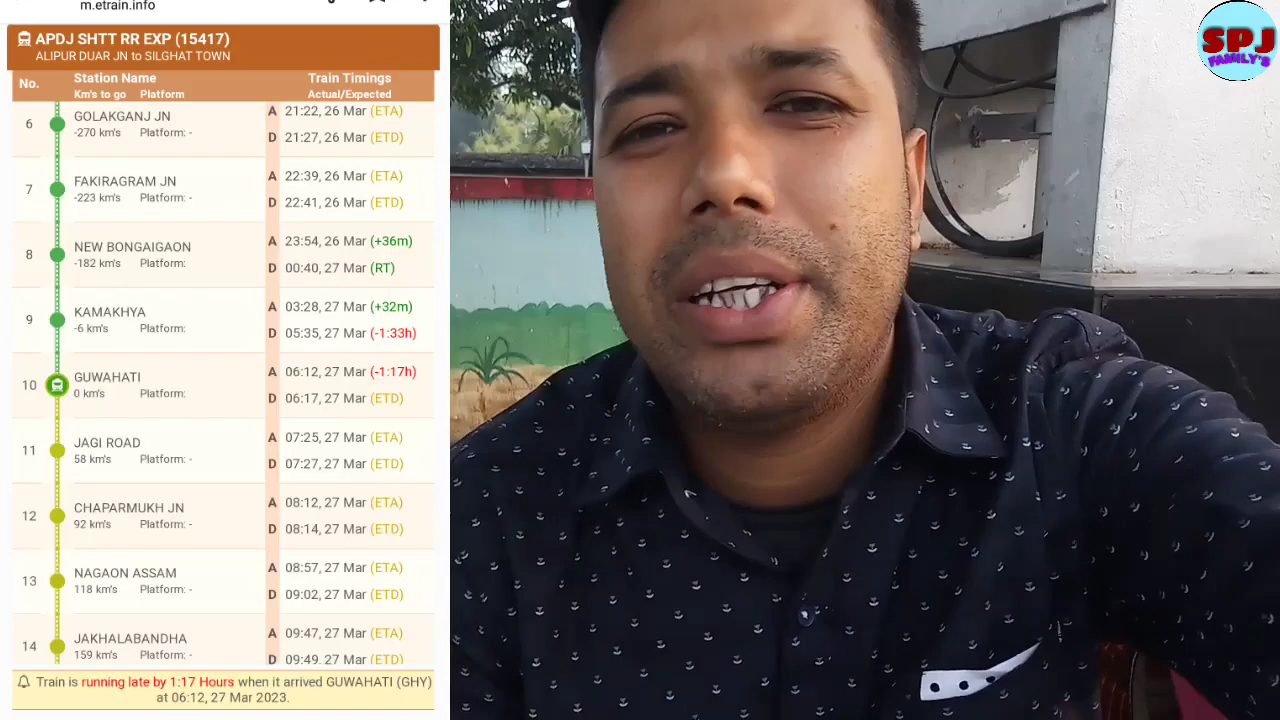 m.etrain.info
APDJ SHTT RR EXP (15417)
ALIPUR DUAR JN to SILGHAT TOWN
No. Station Name Train Timings
Km's to go Platform Actual/Expected
6 GOLAKGANJ JN A 21:22, 26 Mar (ETA)
-270 km's Platform: - D 21:27, 26 Mar (ETD)
7 FAKIRAGRAM JN A 22:39, 26 Mar (ETA)
-223 km's Platform: - D 22:41, 26 Mar (ETD)
8 NEW BONGAIGAON A 23:54, 26 Mar (+36m)
-182 km's Platform: D 00:40, 27 Mar (RT)
9 KAMAKHYA A 03:28, 27 Mar (+32m)
-6 km's Platform: D 05:35, 27 Mar (-1:33h)
10 GUWAHATI A 06:12, 27 Mar (-1:17h)
0 km's Platform: D 06:17, 27 Mar (ETD)
11 JAGI ROAD A 07:25, 27 Mar (ETA)
58 km's Platform: - D 07:27, 27 Mar (ETD)
12 CHAPARMUKH JN A 08:12, 27 Mar (ETA)
92 km's Platform: - D 08:14, 27 Mar (ETD)
13 NAGAON ASSAM A 08:57, 27 Mar (ETA)
118 km's Platform: - D 09:02, 27 Mar (ETD)
14 JAKHALABANDHA A 09:47, 27 Mar (ETA)
159 km's Platform: - D 09:49, 27 Mar (ETD)
Train is running late by 1:17 Hours when it arrived GUWAHATI (GHY)
at 06:12, 27 Mar 2023.
SPJ
FAMILY'S